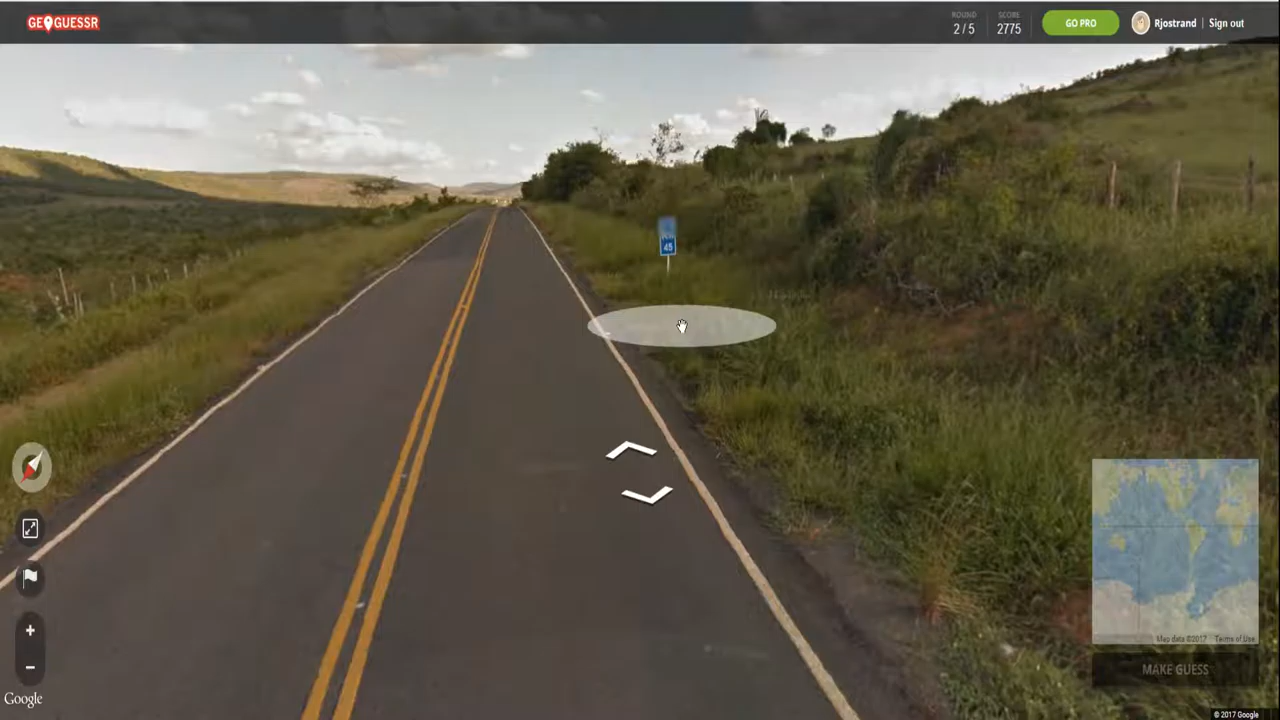 GEOGUESSR
ROUND
2 / 5
SCORE
2775
GO PRO
Rjostrand | Sign out
45
+
−
Google
Map data ©2017 Terms of Use
MAKE GUESS
© 2017 Google